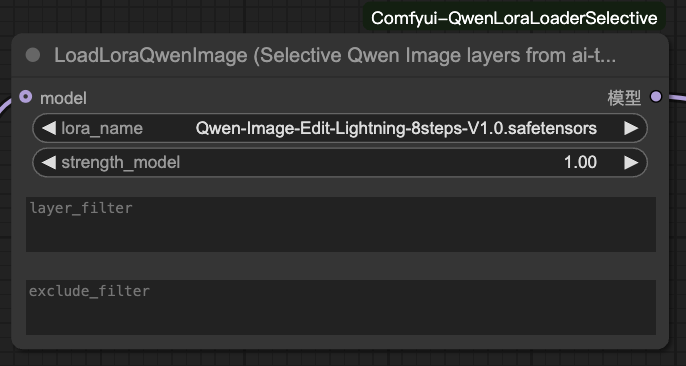 Comfyui-QwenLoraLoaderSelective
LoadLoraQwenImage (Selective Qwen Image layers from ai-t...
model 模型
lora_name Qwen-Image-Edit-Lightning-8steps-V1.0.safetensors
strength_model 1.00
layer_filter
exclude_filter